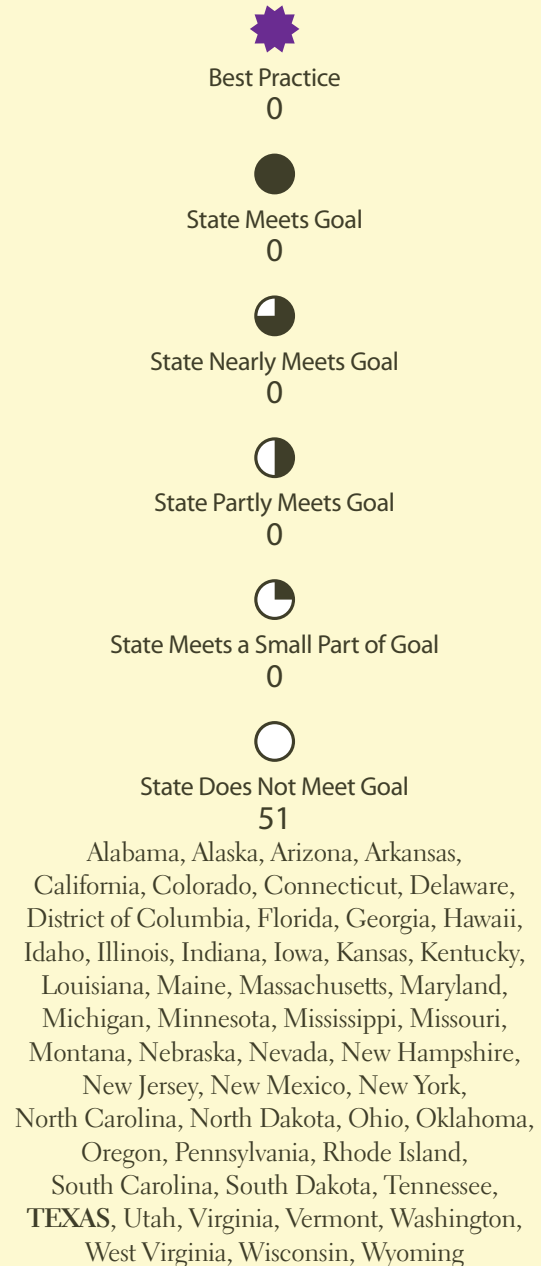 Best Practice
0
State Meets Goal
0
State Nearly Meets Goal
0
State Partly Meets Goal
0
State Meets a Small Part of Goal
0
State Does Not Meet Goal
51
Alabama, Alaska, Arizona, Arkansas,
California, Colorado, Connecticut, Delaware,
District of Columbia, Florida, Georgia, Hawaii,
Idaho, Illinois, Indiana, Iowa, Kansas, Kentucky,
Louisiana, Maine, Massachusetts, Maryland,
Michigan, Minnesota, Mississippi, Missouri,
Montana, Nebraska, Nevada, New Hampshire,
New Jersey, New Mexico, New York,
North Carolina, North Dakota, Ohio, Oklahoma,
Oregon, Pennsylvania, Rhode Island,
South Carolina, South Dakota, Tennessee,
TEXAS, Utah, Virginia, Vermont, Washington,
West Virginia, Wisconsin, Wyoming